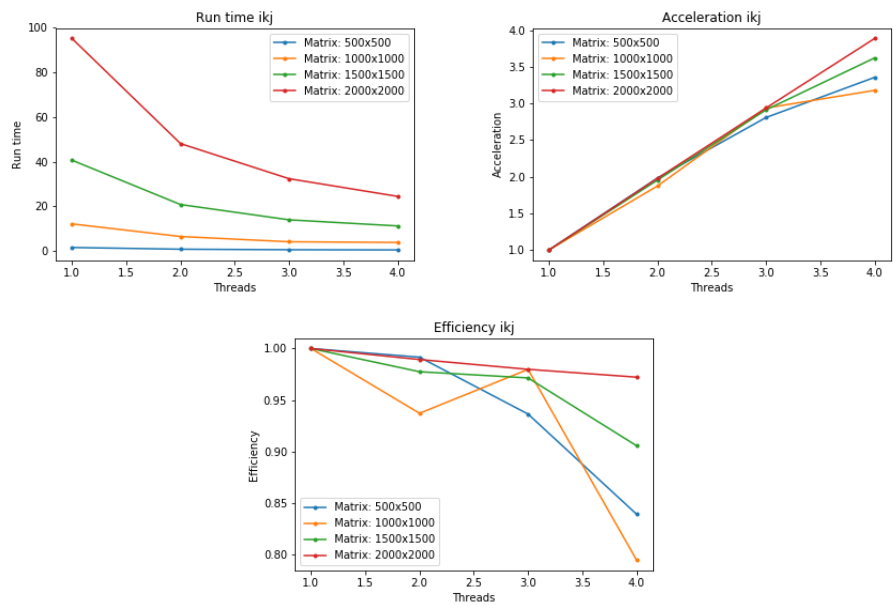 Run time ikj
100
80
60
40
20
0
Run time
Matrix: 500x500
Matrix: 1000x1000
Matrix: 1500x1500
Matrix: 2000x2000
1.0 1.5 2.0 2.5 3.0 3.5 4.0
Threads
Acceleration ikj
4.0
3.5
3.0
2.5
2.0
1.5
1.0
Acceleration
Matrix: 500x500
Matrix: 1000x1000
Matrix: 1500x1500
Matrix: 2000x2000
1.0 1.5 2.0 2.5 3.0 3.5 4.0
Threads
Efficiency ikj
1.00
0.95
0.90
0.85
0.80
Efficiency
Matrix: 500x500
Matrix: 1000x1000
Matrix: 1500x1500
Matrix: 2000x2000
1.0 1.5 2.0 2.5 3.0 3.5 4.0
Threads